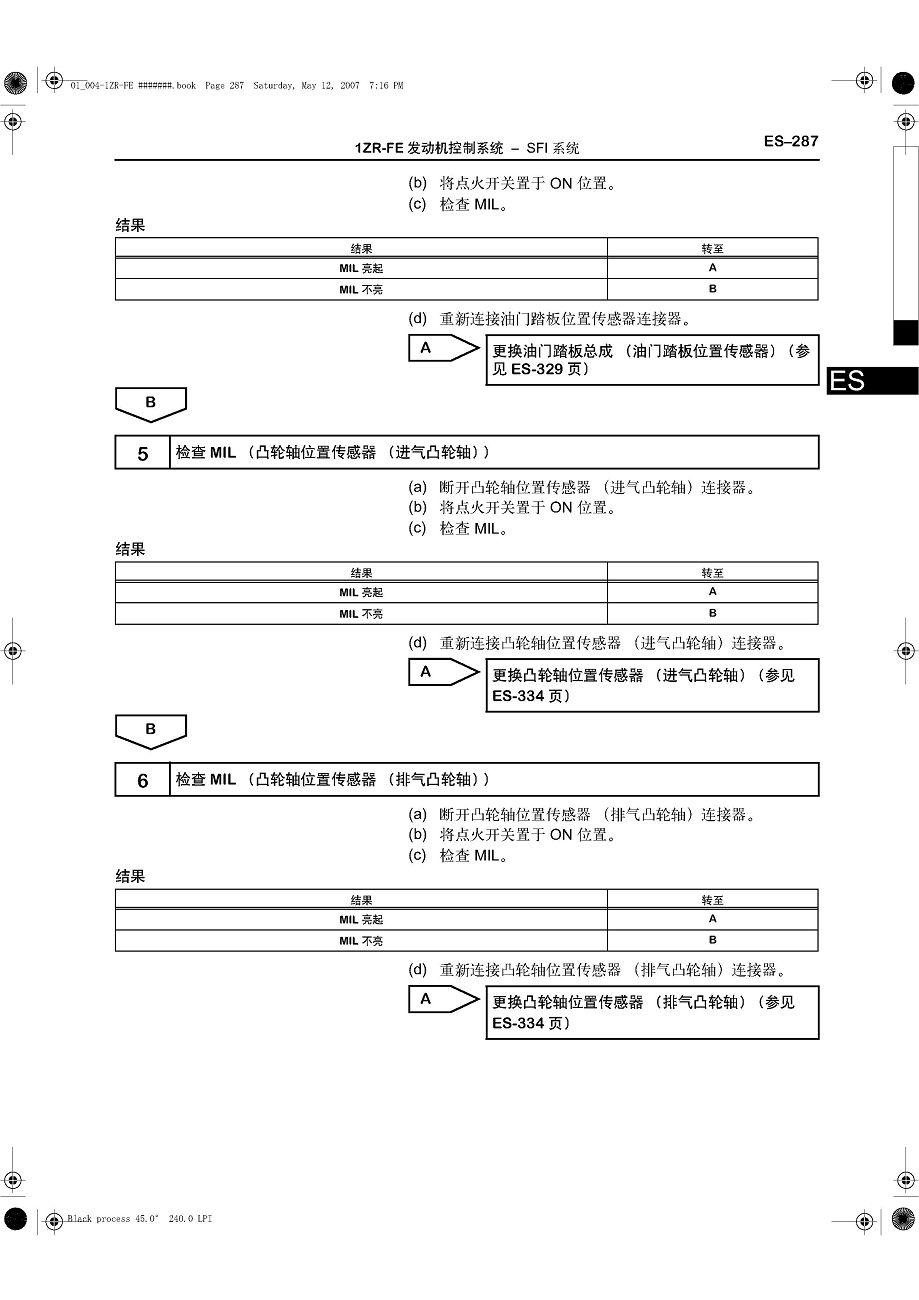 01_004-1ZR-FE #######.book Page 287 Saturday, May 12, 2007 7:16 PM
1ZR-FE 发动机控制系统 – SFI 系统
ES–287
(b) 将点火开关置于 ON 位置。
(c) 检查 MIL。
结果
结果 转至
MIL 亮起 A
MIL 不亮 B
(d) 重新连接油门踏板位置传感器连接器。
A
更换油门踏板总成 （油门踏板位置传感器）（参
见 ES-329 页）
ES
B
5 检查 MIL （凸轮轴位置传感器 （进气凸轮轴））
(a) 断开凸轮轴位置传感器 （进气凸轮轴）连接器。
(b) 将点火开关置于 ON 位置。
(c) 检查 MIL。
结果
结果 转至
MIL 亮起 A
MIL 不亮 B
(d) 重新连接凸轮轴位置传感器 （进气凸轮轴）连接器。
A
更换凸轮轴位置传感器 （进气凸轮轴）（参见
ES-334 页）
B
6 检查 MIL （凸轮轴位置传感器 （排气凸轮轴））
(a) 断开凸轮轴位置传感器 （排气凸轮轴）连接器。
(b) 将点火开关置于 ON 位置。
(c) 检查 MIL。
结果
结果 转至
MIL 亮起 A
MIL 不亮 B
(d) 重新连接凸轮轴位置传感器 （排气凸轮轴）连接器。
A
更换凸轮轴位置传感器 （排气凸轮轴）（参见
ES-334 页）
Black process 45.0° 240.0 LPI